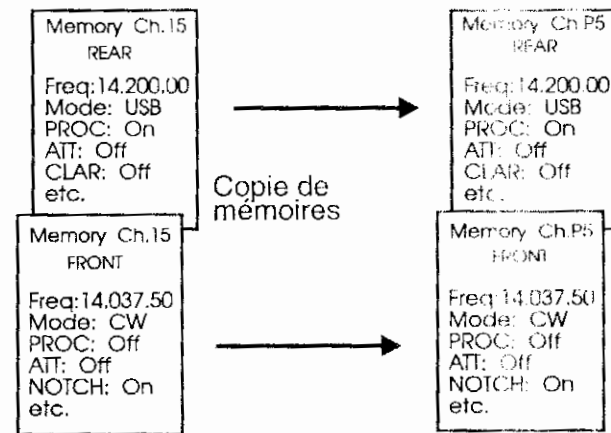 Memory Ch.15
REAR
Freq:14.200.00
Mode: USB
PROC: On
ATT: Off
CLAR: Off
etc.
Memory Ch.15
FRONT
Freq:14.037.50
Mode: CW
PROC: Off
ATT: Off
NOTCH: On
etc.
Copie de
mémoires
Memory Ch P5
REAR
Freq:14.200.00
Mode: USB
PROC: On
ATT: Off
CLAR: Off
etc.
Memory Ch.P5
FRONT
Freq:14.037.50
Mode: CW
PROC: Off
ATT: Off
NOTCH: On
etc.